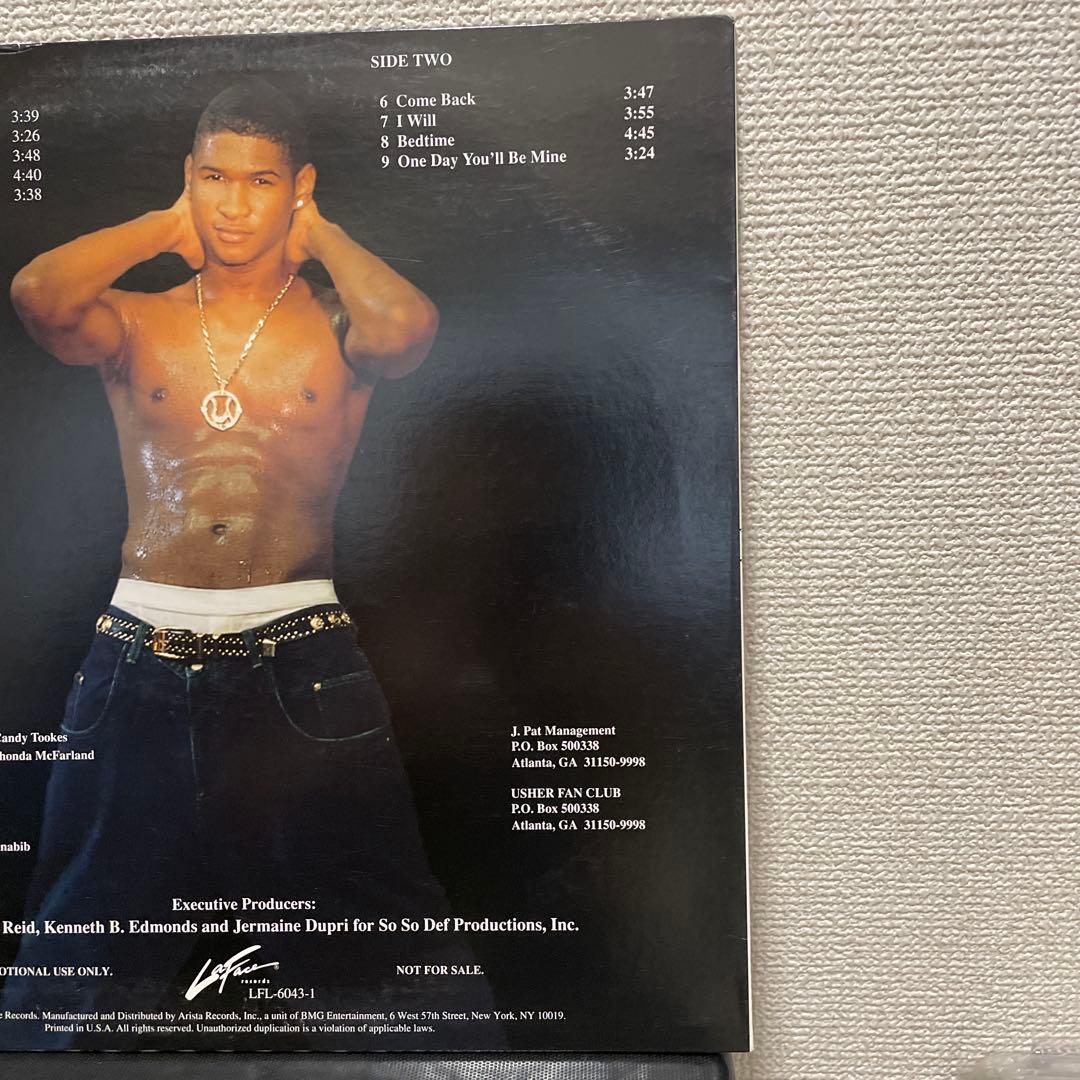 SIDE TWO
3:39
3:26
3:48
4:40
3:38
6 Come Back 3:47
7 I Will 3:55
8 Bedtime 4:45
9 One Day You'll Be Mine 3:24
U
andy Tookes
honda McFarland
nabib
J. Pat Management
P.O. Box 500338
Atlanta, GA 31150-9998
USHER FAN CLUB
P.O. Box 500338
Atlanta, GA 31150-9998
Executive Producers:
Reid, Kenneth B. Edmonds and Jermaine Dupri for So So Def Productions, Inc.
OTIONAL USE ONLY.
NOT FOR SALE.
LaFace®
records
LFL-6043-1
e Records. Manufactured and Distributed by Arista Records, Inc., a unit of BMG Entertainment, 6 West 57th Street, New York, NY 10019.
Printed in U.S.A. All rights reserved. Unauthorized duplication is a violation of applicable laws.